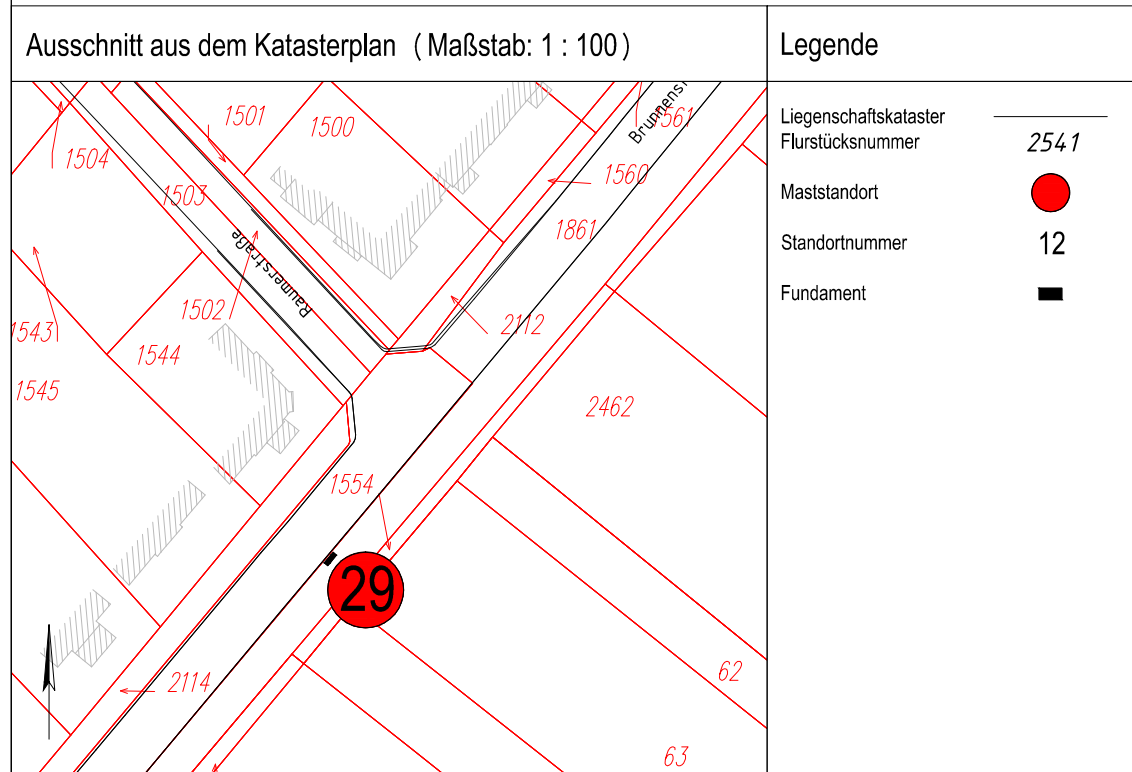 Ausschnitt aus dem Katasterplan (Maßstab: 1 : 100)
Legende
Liegenschaftskataster
Flurstücksnummer
2541
Maststandort
Standortnummer
12
Fundament
1501
1500
1561
1504
1560
1503
1861
Raumerstraße
1502
2112
1543
1544
1545
2462
1554
29
2114
62
63